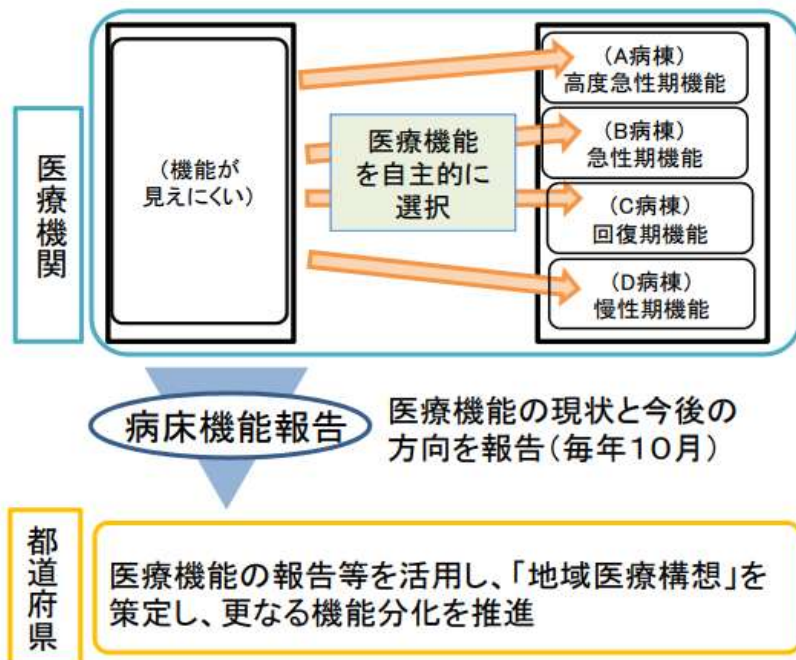 医療機関
（機能が
見えにくい）
医療機能
を自主的に
選択
（A病棟）
高度急性期機能
（B病棟）
急性期機能
（C病棟）
回復期機能
（D病棟）
慢性期機能
病床機能報告
医療機能の現状と今後の
方向を報告（毎年１０月）
都道府県
医療機能の報告等を活用し、「地域医療構想」を
策定し、更なる機能分化を推進